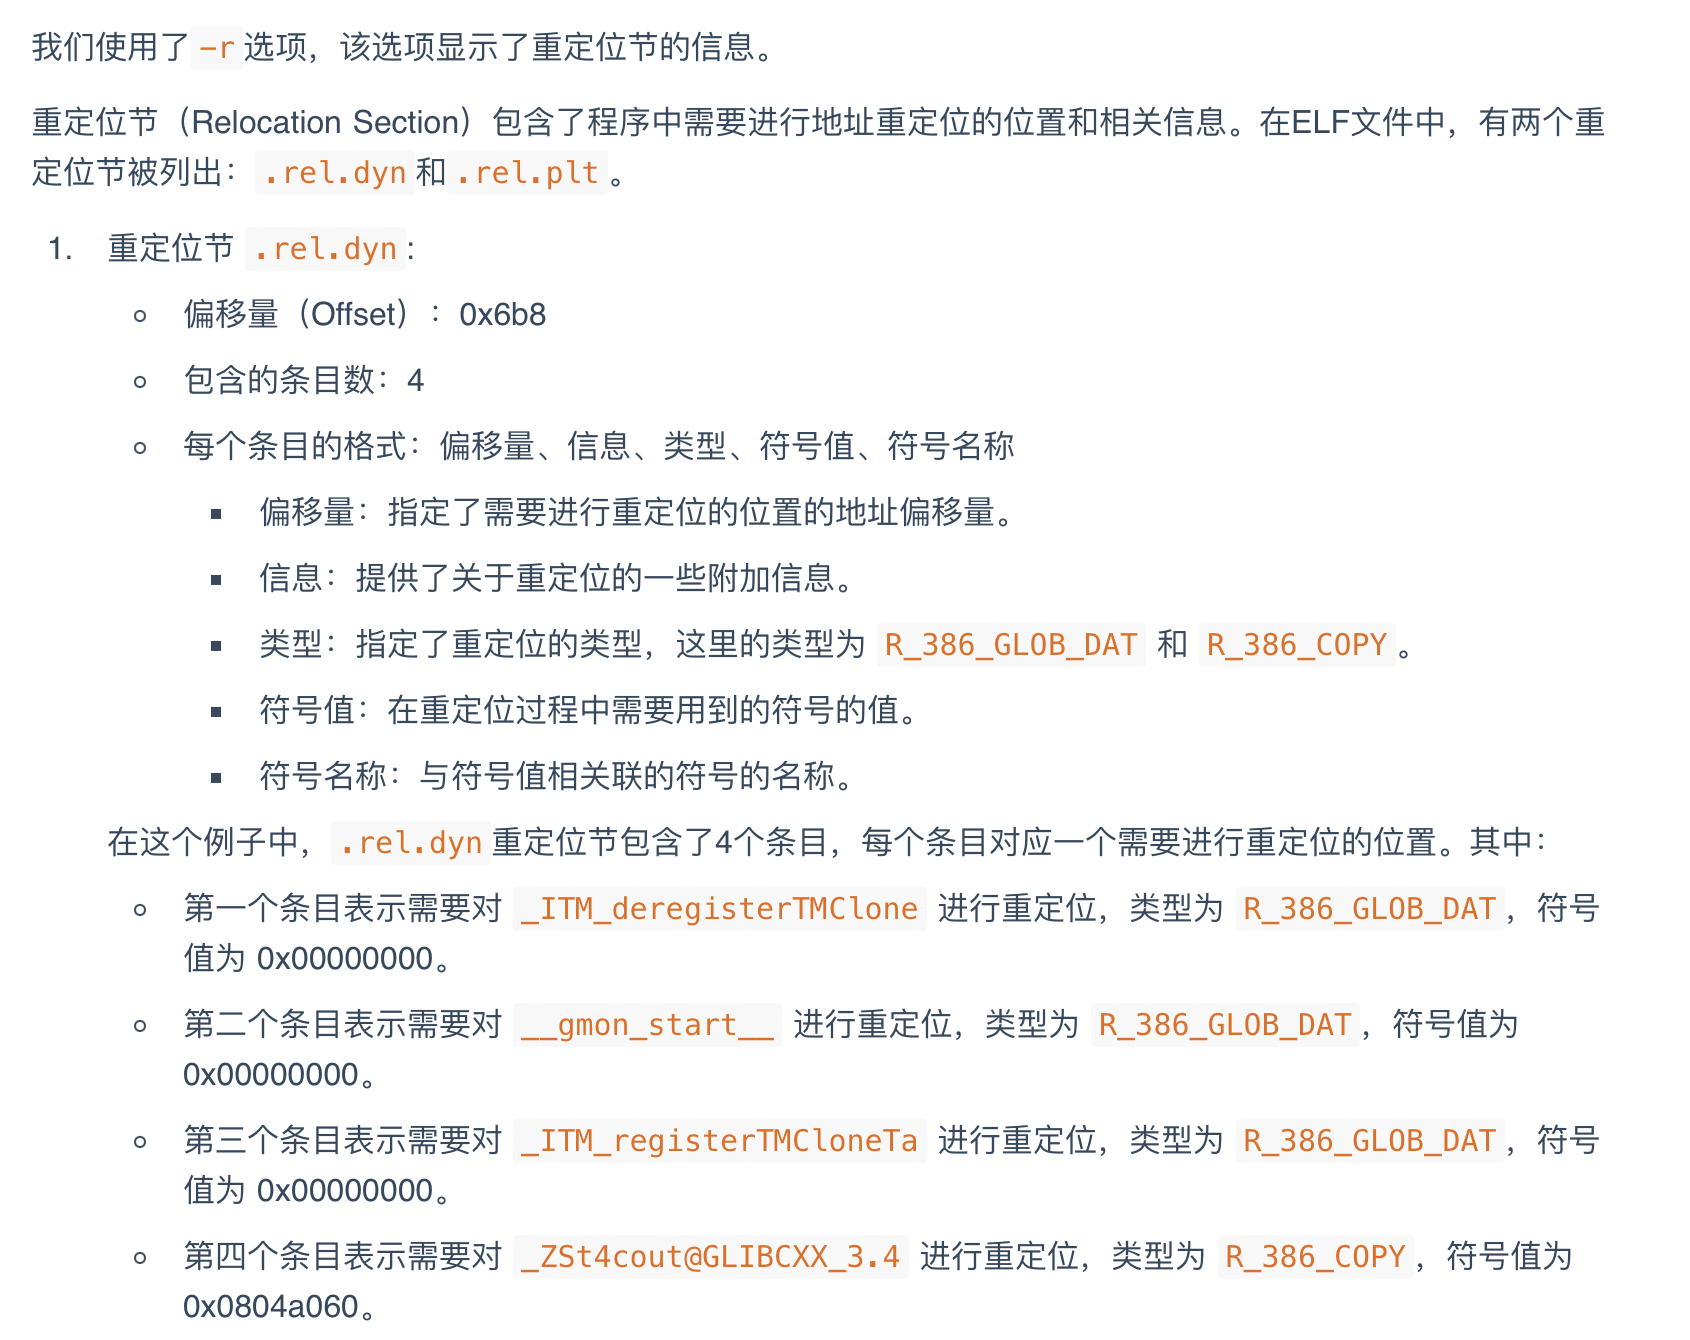 我们使用了-r选项，该选项显示了重定位节的信息。
重定位节（Relocation Section）包含了程序中需要进行地址重定位的位置和相关信息。在ELF文件中，有两个重
定位节被列出：.rel.dyn和.rel.plt。
1. 重定位节 .rel.dyn:
偏移量（Offset）：0x6b8
包含的条目数：4
每个条目的格式：偏移量、信息、类型、符号值、符号名称
偏移量：指定了需要进行重定位的位置的地址偏移量。
信息：提供了关于重定位的一些附加信息。
类型：指定了重定位的类型，这里的类型为 R_386_GLOB_DAT 和 R_386_COPY。
符号值：在重定位过程中需要用到的符号的值。
符号名称：与符号值相关联的符号的名称。
在这个例子中，.rel.dyn重定位节包含了4个条目，每个条目对应一个需要进行重定位的位置。其中：
第一个条目表示需要对 _ITM_deregisterTMClone 进行重定位，类型为 R_386_GLOB_DAT，符号
值为 0x00000000。
第二个条目表示需要对 __gmon_start__ 进行重定位，类型为 R_386_GLOB_DAT，符号值为
0x00000000。
第三个条目表示需要对 _ITM_registerTMCloneTa 进行重定位，类型为 R_386_GLOB_DAT，符号
值为 0x00000000。
第四个条目表示需要对 _ZSt4cout@GLIBCXX_3.4 进行重定位，类型为 R_386_COPY，符号值为
0x0804a060。